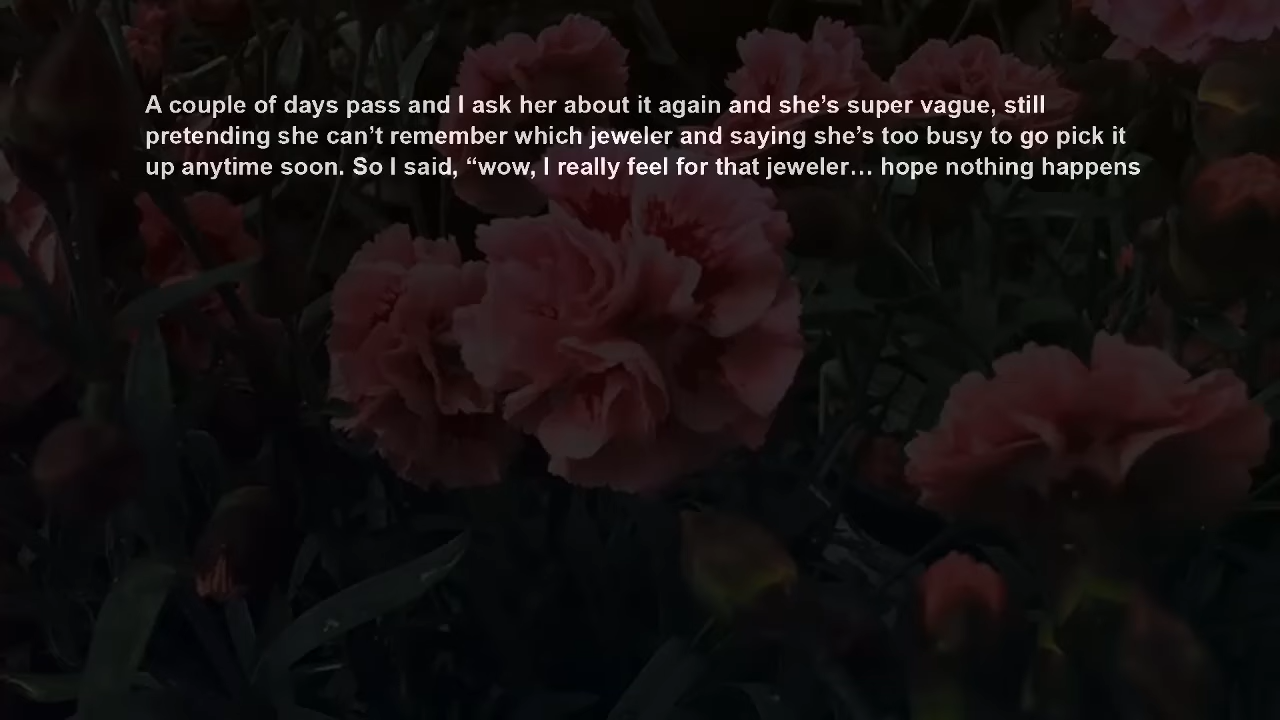 A couple of days pass and I ask her about it again and she’s super vague, still
pretending she can’t remember which jeweler and saying she’s too busy to go pick it
up anytime soon. So I said, “wow, I really feel for that jeweler… hope nothing happens